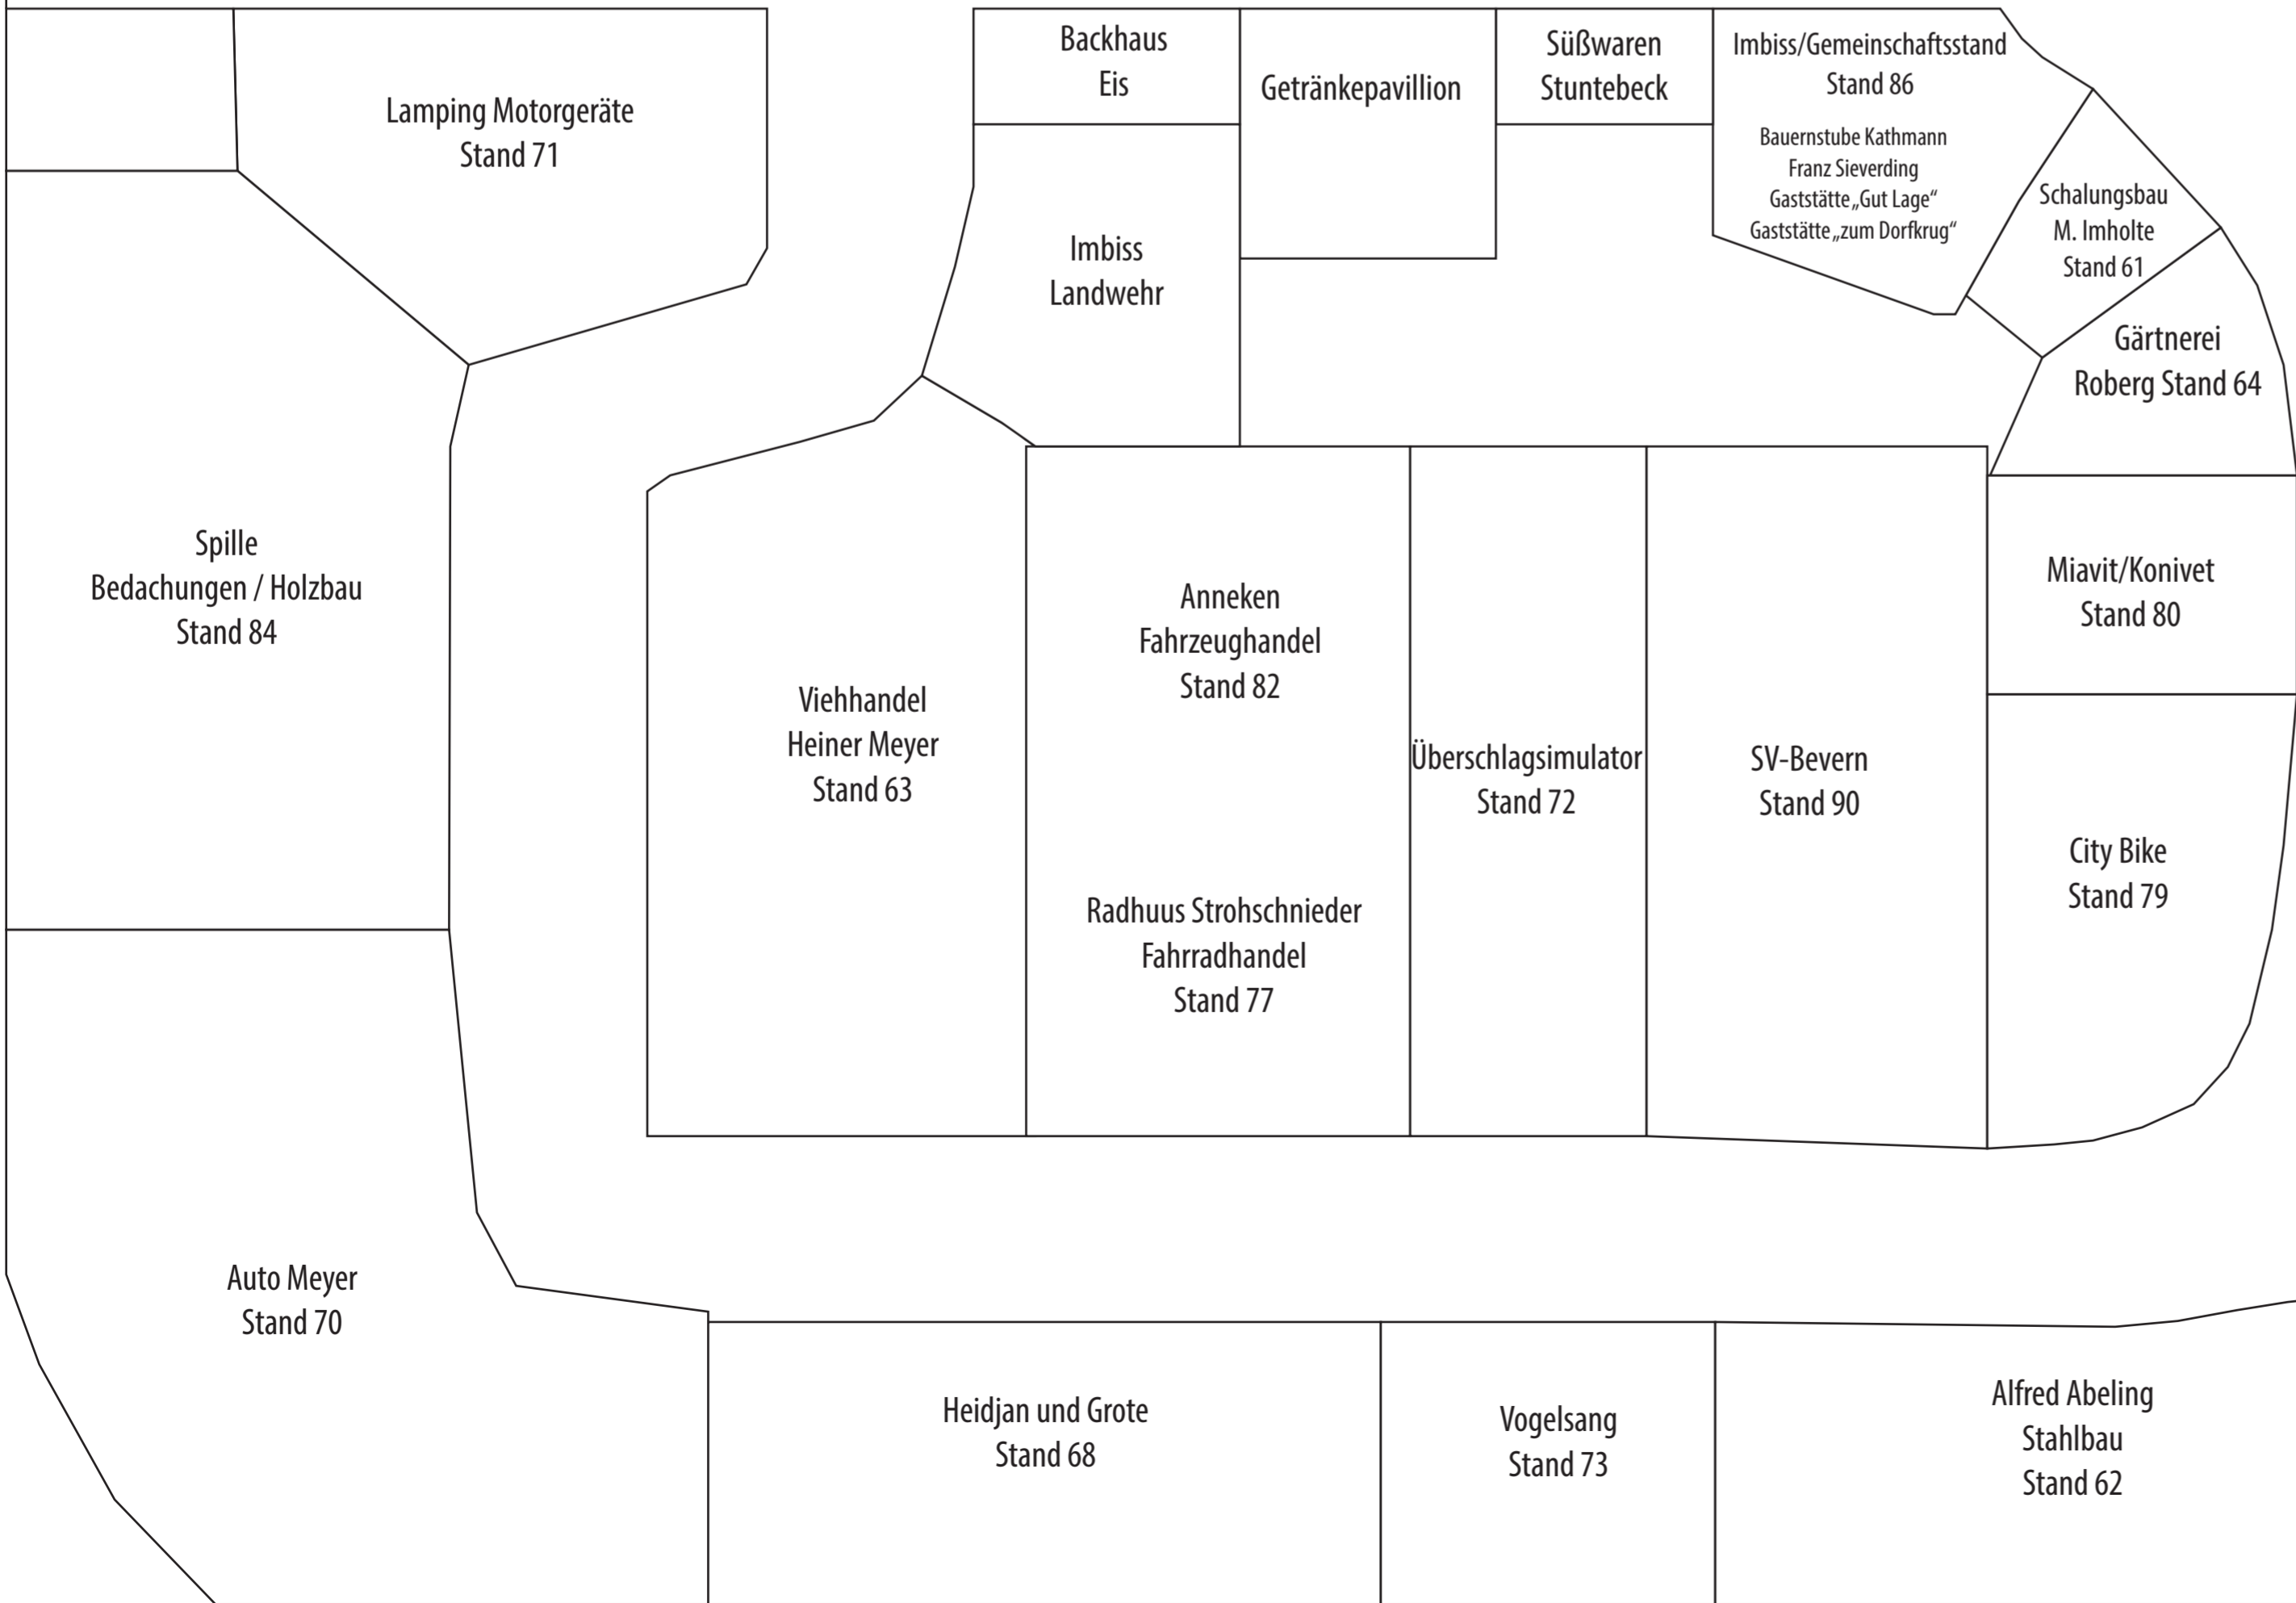 Lamping Motorgeräte
Stand 71
Backhaus
Eis
Getränkepavillion
Süßwaren
Stuntebeck
Imbiss/Gemeinschaftsstand
Stand 86
Bauernstube Kathmann
Franz Sieverding
Gaststätte „Gut Lage“
Gaststätte „zum Dorfkrug“
Schalungsbau
M. Imholte
Stand 61
Imbiss
Landwehr
Gärtnerei
Roberg Stand 64
Spille
Bedachungen / Holzbau
Stand 84
Viehhandel
Heiner Meyer
Stand 63
Anneken
Fahrzeughandel
Stand 82
Radhuus Strohschnieder
Fahrradhandel
Stand 77
Überschlagsimulator
Stand 72
SV-Bevern
Stand 90
Miavit/Konivet
Stand 80
City Bike
Stand 79
Auto Meyer
Stand 70
Heidjan und Grote
Stand 68
Vogelsang
Stand 73
Alfred Abeling
Stahlbau
Stand 62